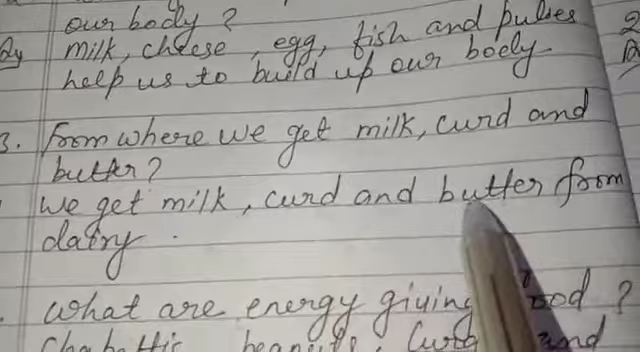 our body ?
milk, cheese, egg, fish and pulses
help us to build up our body.
3. From where we get milk, curd and
butter?
we get milk, curd and butter from
dairy.
what are energy giving food ?
and